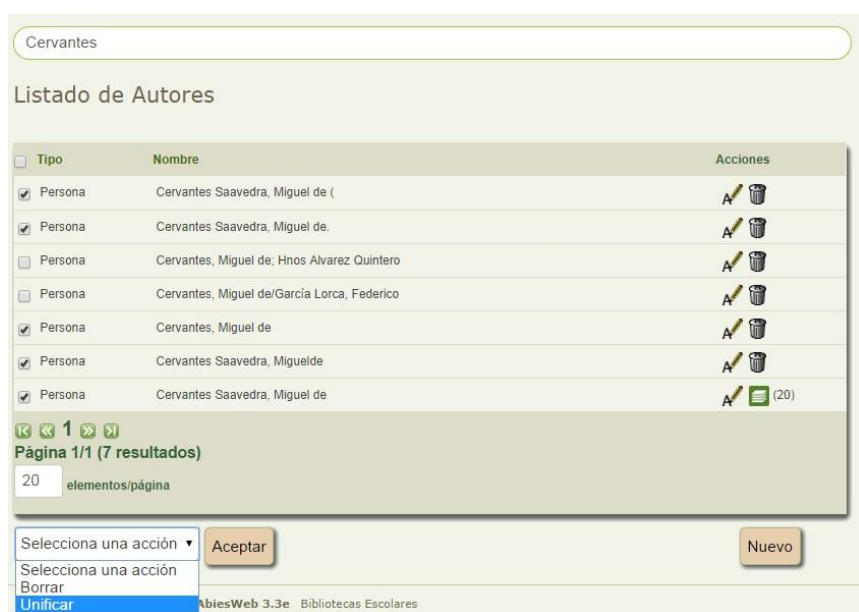 Cervantes
Listado de Autores
Tipo Nombre Acciones
Persona Cervantes Saavedra, Miguel de (
Persona Cervantes Saavedra, Miguel de.
Persona Cervantes, Miguel de; Hnos Alvarez Quintero
Persona Cervantes, Miguel de/García Lorca, Federico
Persona Cervantes, Miguel de
Persona Cervantes Saavedra, Miguelde
Persona Cervantes Saavedra, Miguel de (20)
1
Página 1/1 (7 resultados)
20 elementos/página
Selecciona una acción Aceptar Nuevo
Selecciona una acción
Borrar
Unificar AbiesWeb 3.3e Bibliotecas Escolares